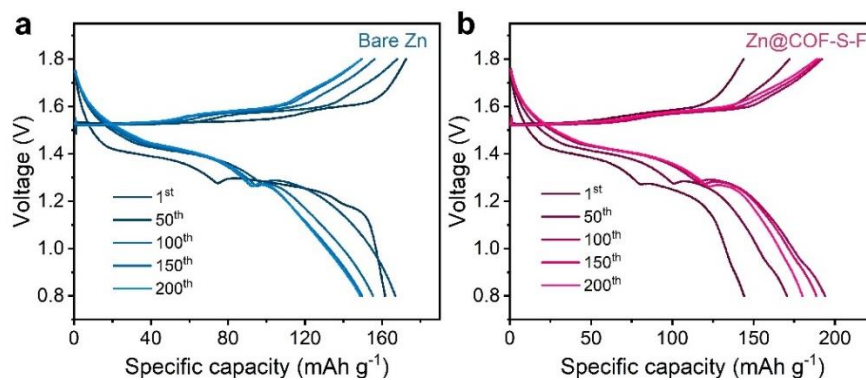 a
Bare Zn
Voltage (V)
1.8
1.6
1.4
1.2
1.0
0.8
1st
50th
100th
150th
200th
0 40 80 120 160
Specific capacity (mAh g-1)
b
Zn@COF-S-F
Voltage (V)
1.8
1.6
1.4
1.2
1.0
0.8
1st
50th
100th
150th
200th
0 50 100 150 200
Specific capacity (mAh g-1)